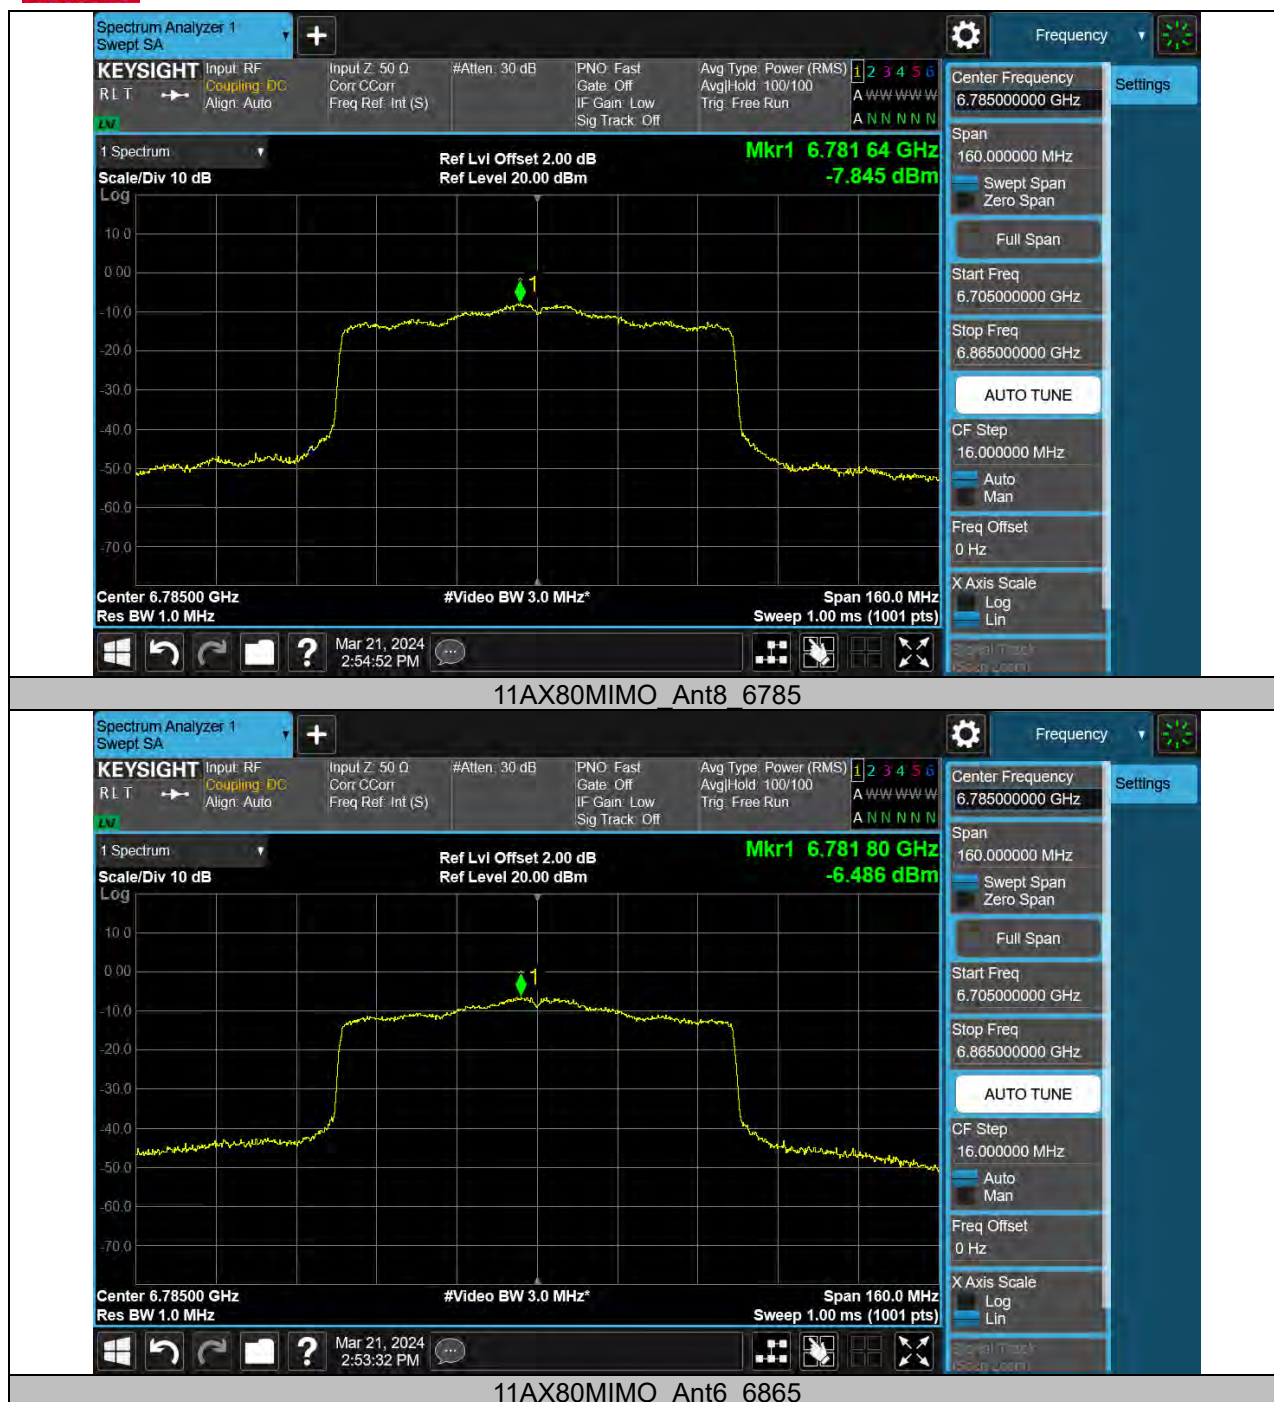 Spectrum Analyzer 1
Swept SA
Frequency
KEYSIGHT
RLT
LNF
Input: RF
Coupling: DC
Align: Auto
Input Z: 50 Ω
Corr CCorr
Freq Ref: Int (S)
#Atten: 30 dB
PNO: Fast
Gate: Off
IF Gain: Low
Sig Track: Off
Avg Type: Power (RMS)
Avg|Hold: 100/100
Trig: Free Run
1 2 3 4 5 6
A W W W W W
A N N N N N
Center Frequency
6.785000000 GHz
Settings
Span
160.000000 MHz
Swept Span
Zero Span
Full Span
Start Freq
6.705000000 GHz
Stop Freq
6.865000000 GHz
AUTO TUNE
CF Step
16.000000 MHz
Auto
Man
Freq Offset
0 Hz
X Axis Scale
Log
Lin
Signal Track
(Span Zoom)
1 Spectrum
Scale/Div 10 dB
Log
Ref Lvl Offset 2.00 dB
Ref Level 20.00 dBm
Mkr1 6.781 64 GHz
-7.845 dBm
10.0
0.00
-10.0
-20.0
-30.0
-40.0
-50.0
-60.0
-70.0
1
Center 6.78500 GHz
Res BW 1.0 MHz
#Video BW 3.0 MHz*
Span 160.0 MHz
Sweep 1.00 ms (1001 pts)
Mar 21, 2024
2:54:52 PM
11AX80MIMO_Ant8_6785
Spectrum Analyzer 1
Swept SA
Frequency
KEYSIGHT
RLT
LNF
Input: RF
Coupling: DC
Align: Auto
Input Z: 50 Ω
Corr CCorr
Freq Ref: Int (S)
#Atten: 30 dB
PNO: Fast
Gate: Off
IF Gain: Low
Sig Track: Off
Avg Type: Power (RMS)
Avg|Hold: 100/100
Trig: Free Run
1 2 3 4 5 6
A W W W W W
A N N N N N
Center Frequency
6.785000000 GHz
Settings
Span
160.000000 MHz
Swept Span
Zero Span
Full Span
Start Freq
6.705000000 GHz
Stop Freq
6.865000000 GHz
AUTO TUNE
CF Step
16.000000 MHz
Auto
Man
Freq Offset
0 Hz
X Axis Scale
Log
Lin
Signal Track
(Span Zoom)
1 Spectrum
Scale/Div 10 dB
Log
Ref Lvl Offset 2.00 dB
Ref Level 20.00 dBm
Mkr1 6.781 80 GHz
-6.486 dBm
10.0
0.00
-10.0
-20.0
-30.0
-40.0
-50.0
-60.0
-70.0
1
Center 6.78500 GHz
Res BW 1.0 MHz
#Video BW 3.0 MHz*
Span 160.0 MHz
Sweep 1.00 ms (1001 pts)
Mar 21, 2024
2:53:32 PM
11AX80MIMO_Ant6_6865